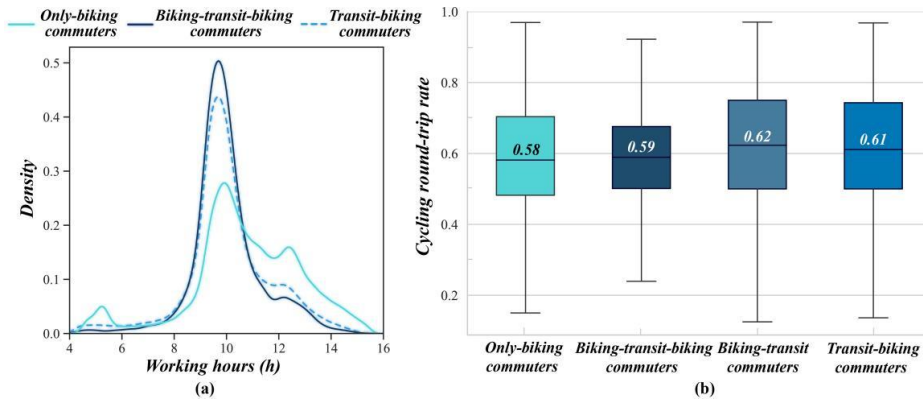 Only-biking commuters
Biking-transit-biking commuters
Transit-biking commuters
Density
0.5
0.4
0.3
0.2
0.1
0.0
4
6
8
10
12
14
16
Working hours (h)
(a)
Cycling round-trip rate
1.0
0.8
0.6
0.4
0.2
0.58
0.59
0.62
0.61
Only-biking commuters
Biking-transit-biking commuters
Biking-transit commuters
Transit-biking commuters
(b)